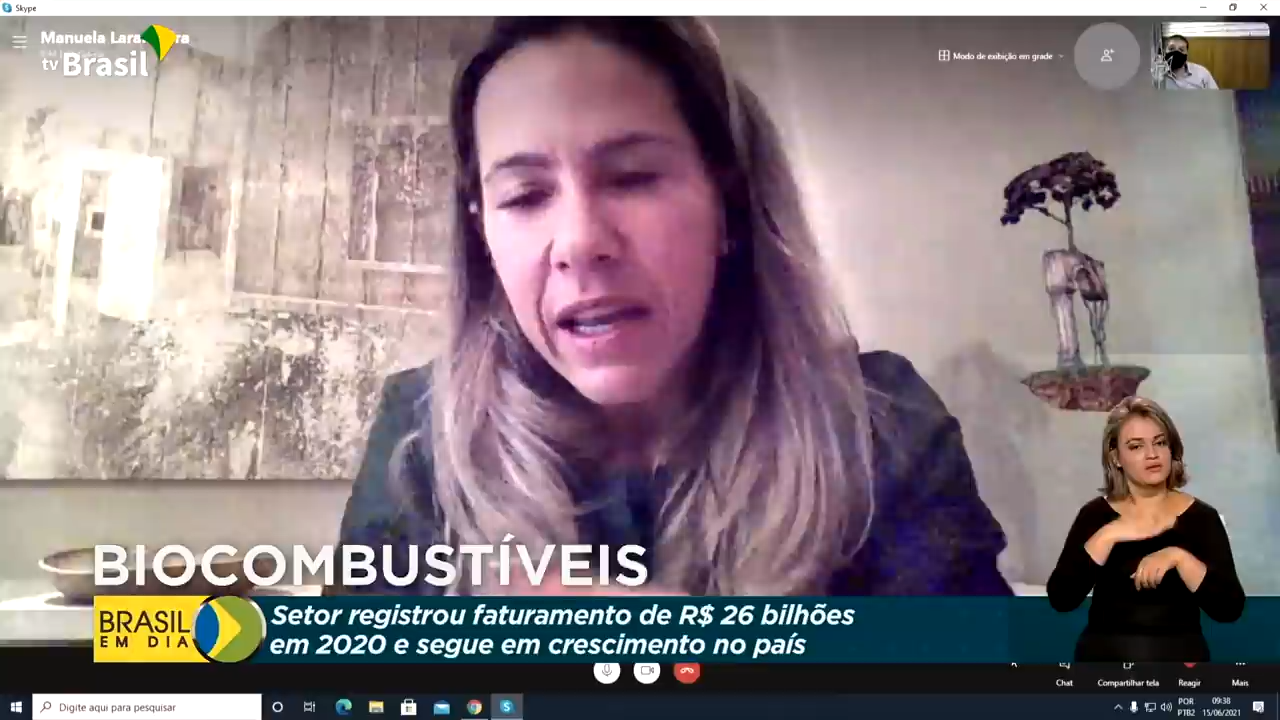 Skype
Manuela Lara
ra
tv Brasil
Modo de exibição em grade
BIOCOMBUSTÍVEIS
BRASIL
EM DIA
Setor registrou faturamento de R$ 26 bilhões
em 2020 e segue em crescimento no país
Chat
Compartilhar tela
Reagir
Mais
Digite aqui para pesquisar
POR
PTB2
09:38
15/06/2021